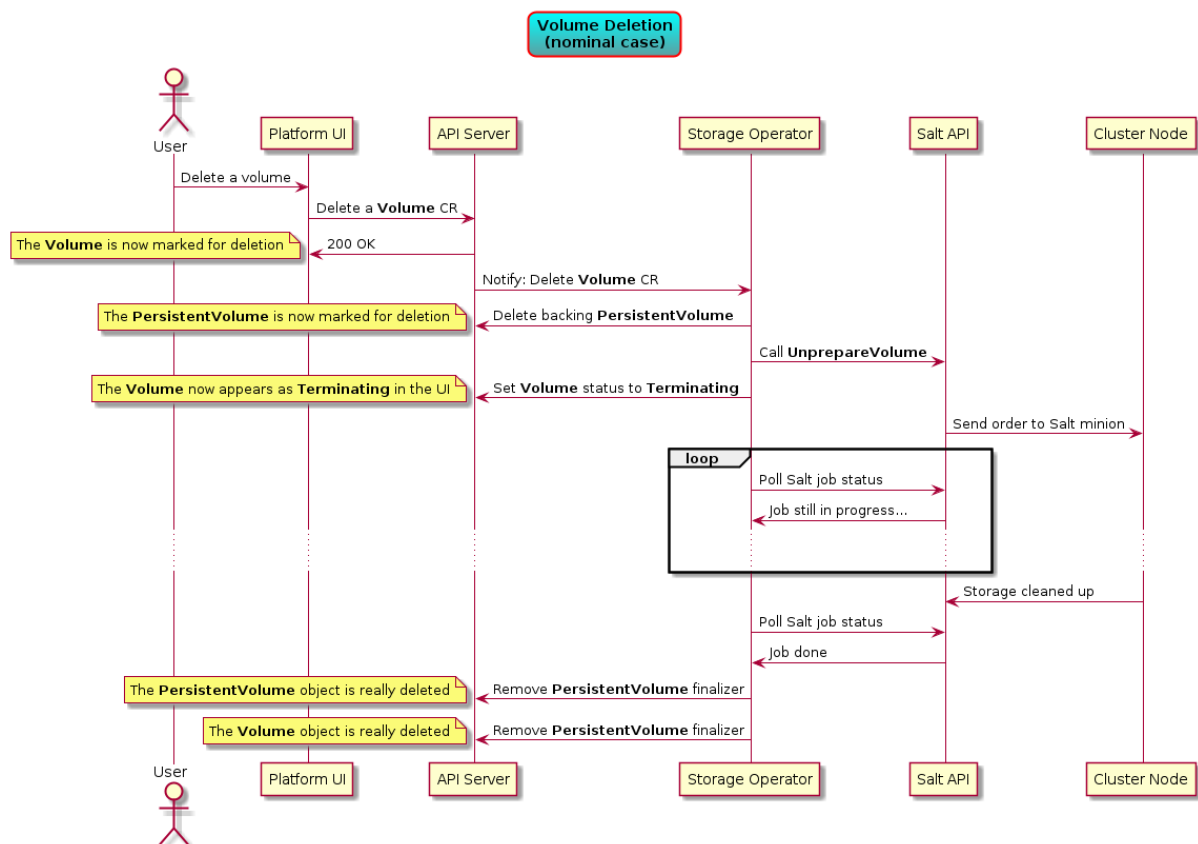 Volume Deletion
(nominal case)
User
Platform UI
API Server
Storage Operator
Salt API
Cluster Node
Delete a volume
Delete a Volume CR
The Volume is now marked for deletion
200 OK
Notify: Delete Volume CR
The PersistentVolume is now marked for deletion
Delete backing PersistentVolume
Call UnprepareVolume
The Volume now appears as Terminating in the UI
Set Volume status to Terminating
Send order to Salt minion
loop
Poll Salt job status
Job still in progress...
Storage cleaned up
Poll Salt job status
Job done
The PersistentVolume object is really deleted
Remove PersistentVolume finalizer
The Volume object is really deleted
Remove PersistentVolume finalizer
User
Platform UI
API Server
Storage Operator
Salt API
Cluster Node